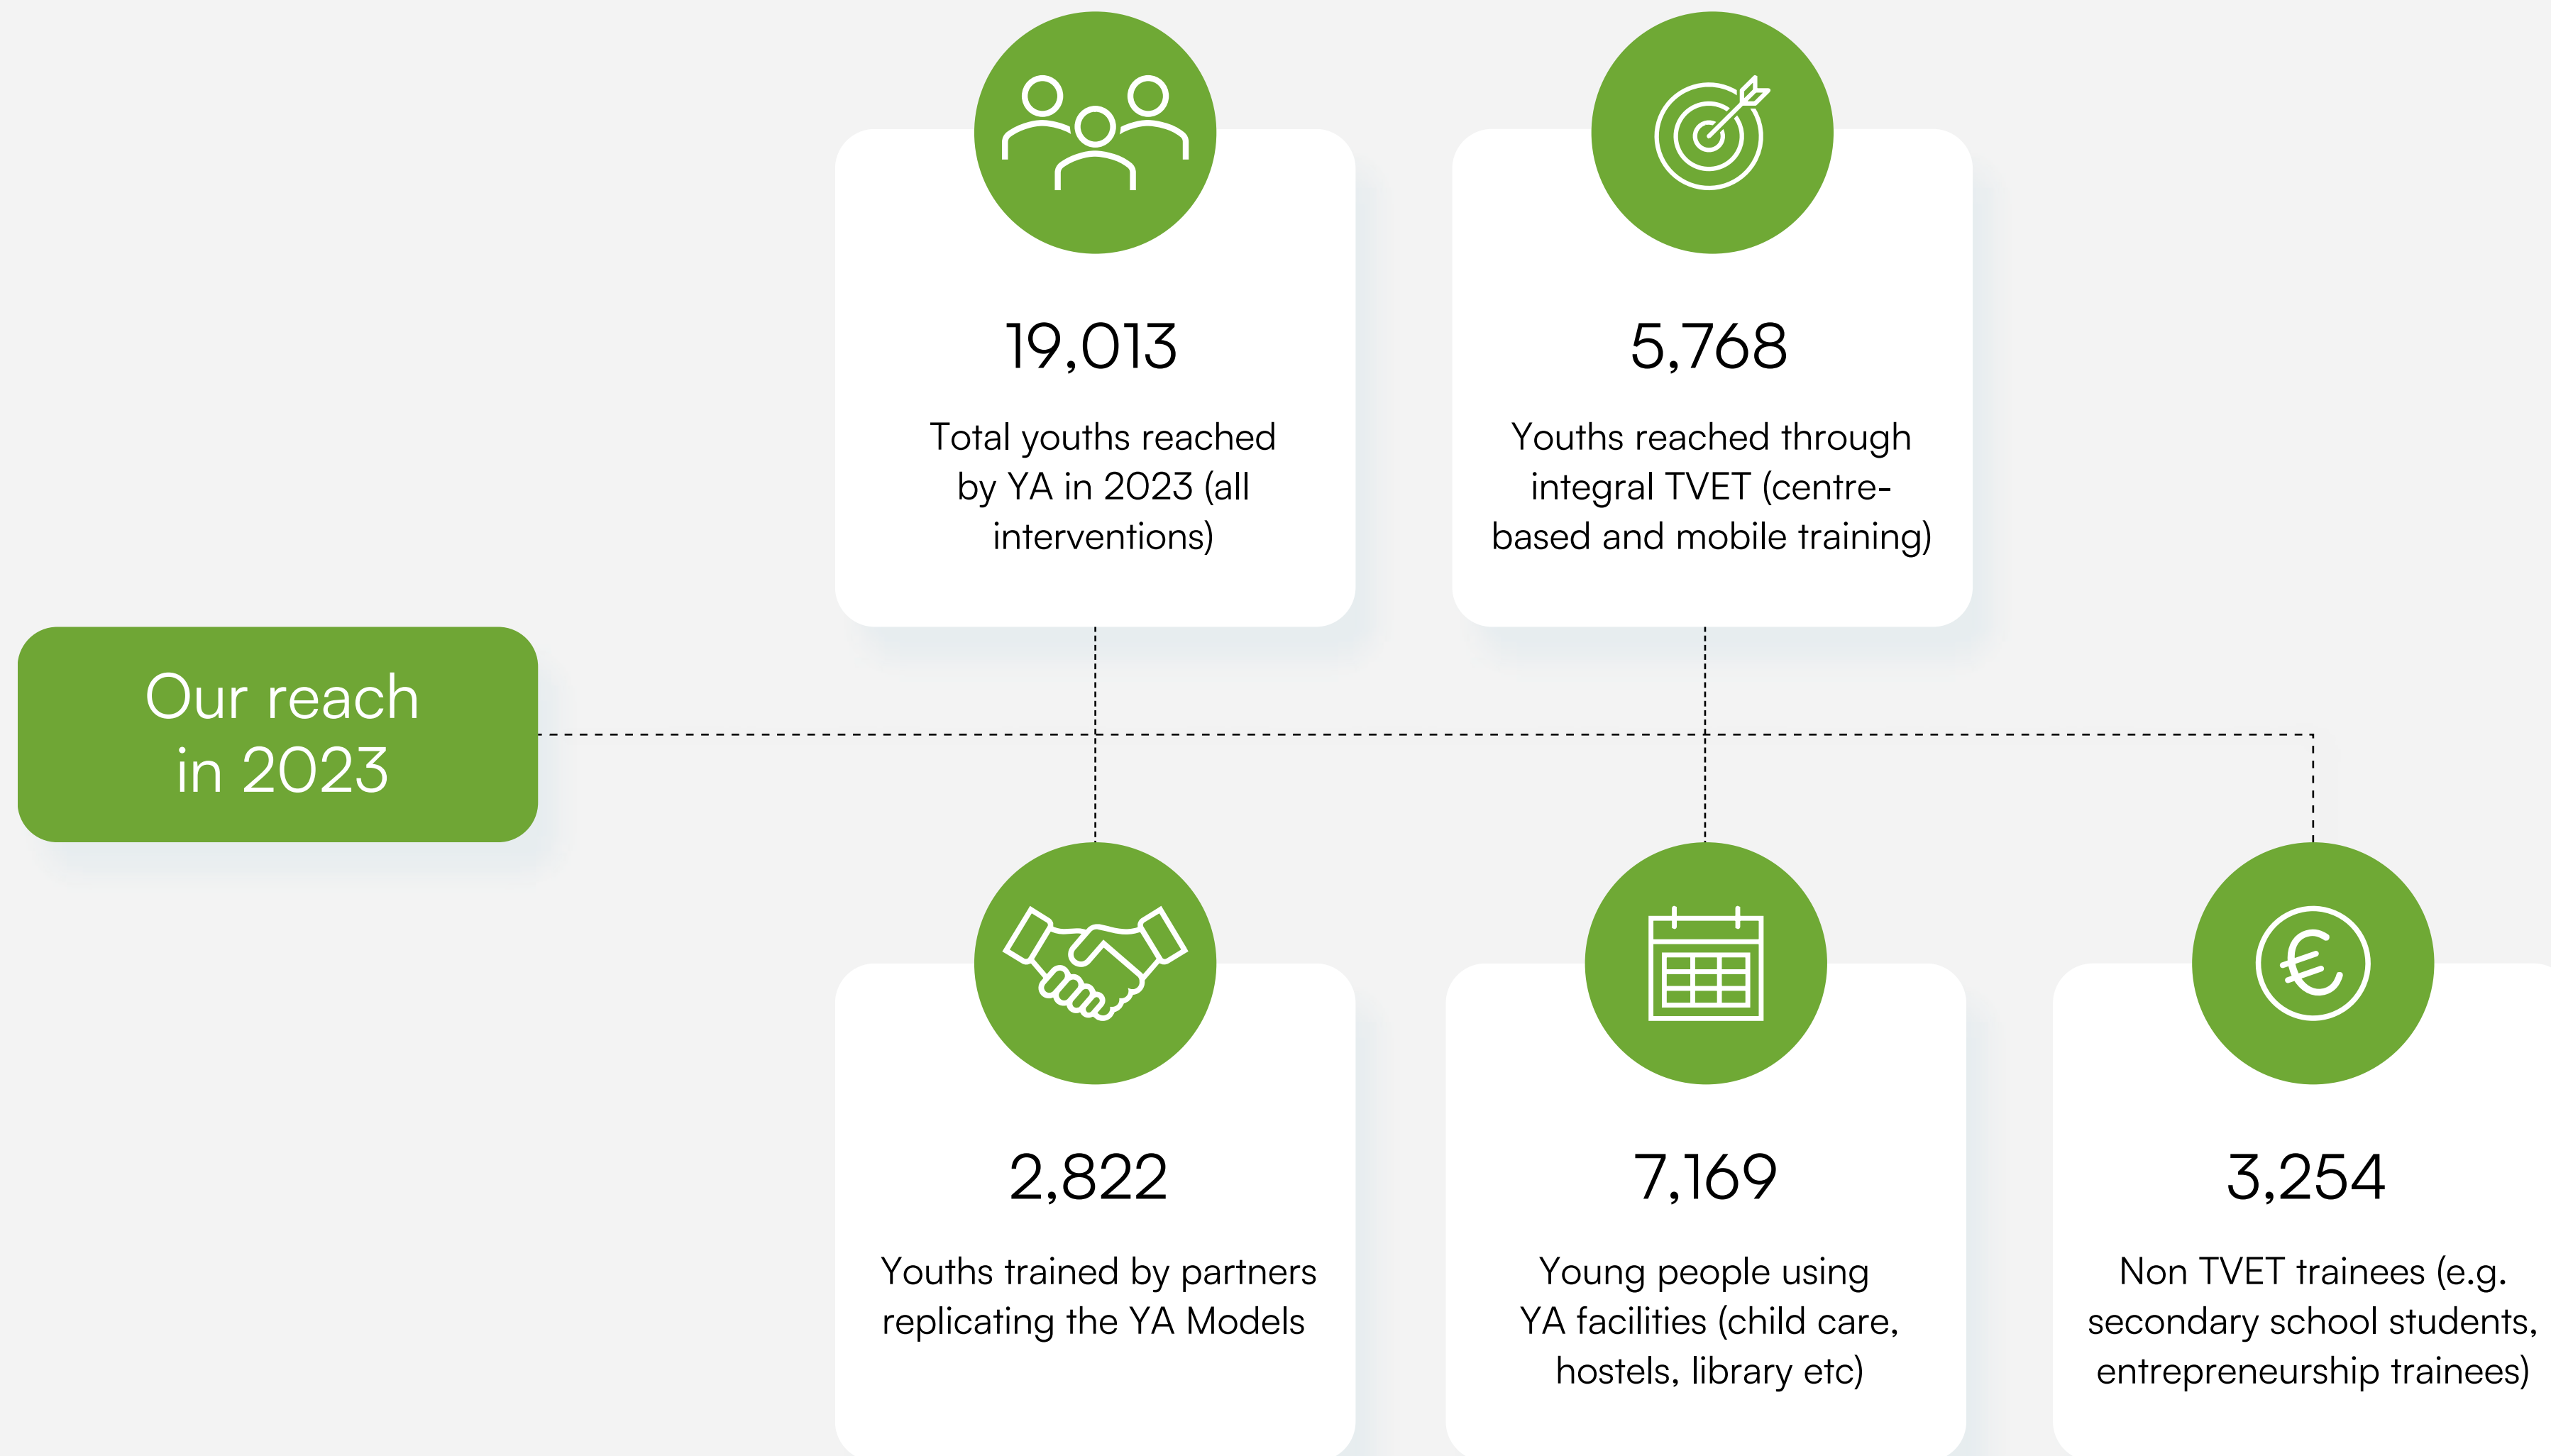 19,013
Total youths reached
by YA in 2023 (all
interventions)
5,768
Youths reached through
integral TVET (centre-
based and mobile training)
Our reach
in 2023
2,822
Youths trained by partners
replicating the YA Models
7,169
Young people using
YA facilities (child care,
hostels, library etc)
3,254
Non TVET trainees (e.g.
secondary school students,
entrepreneurship trainees)